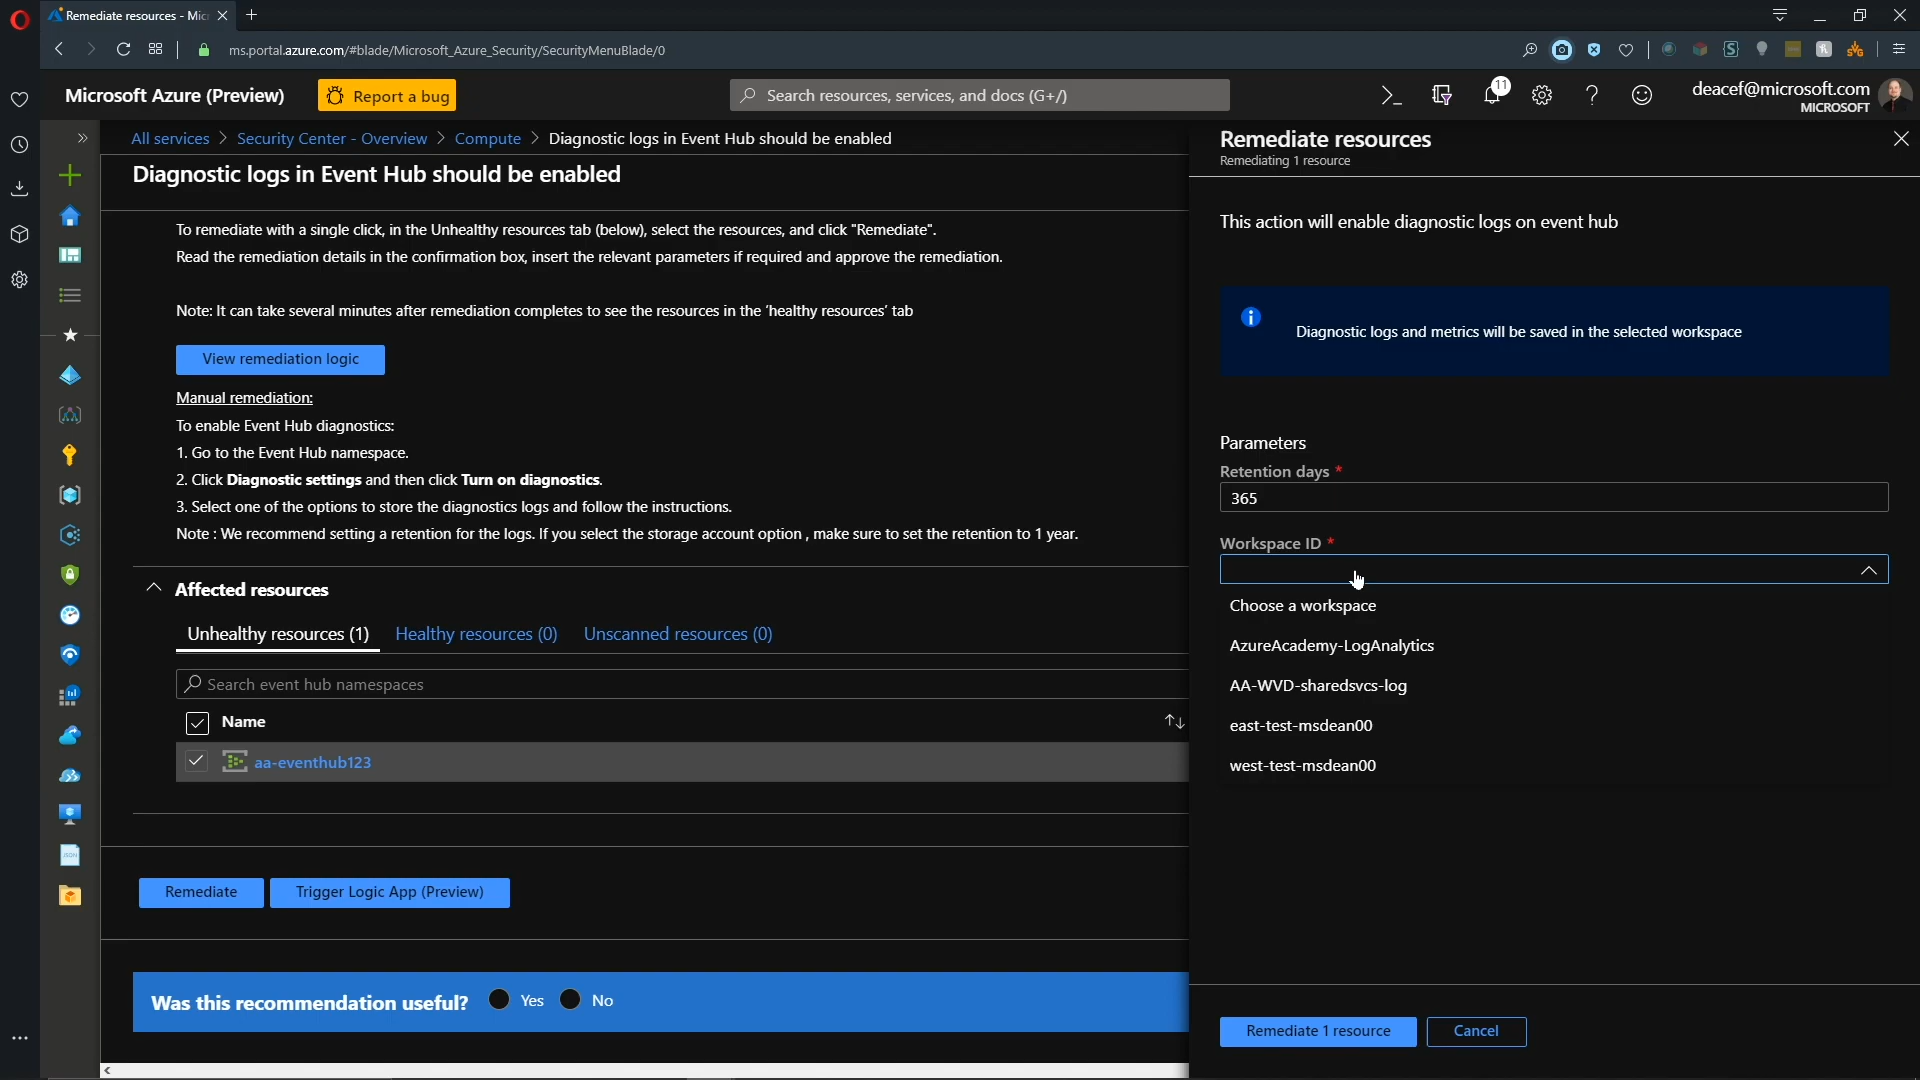 Remediate resources - Mic
ms.portal.azure.com/#blade/Microsoft_Azure_Security/SecurityMenuBlade/0
Microsoft Azure (Preview)
Report a bug
Search resources, services, and docs (G+/)
11
deacef@microsoft.com
MICROSOFT
All services > Security Center - Overview > Compute > Diagnostic logs in Event Hub should be enabled
Diagnostic logs in Event Hub should be enabled
To remediate with a single click, in the Unhealthy resources tab (below), select the resources, and click "Remediate".
Read the remediation details in the confirmation box, insert the relevant parameters if required and approve the remediation.
Note: It can take several minutes after remediation completes to see the resources in the 'healthy resources' tab
View remediation logic
Manual remediation:
To enable Event Hub diagnostics:
1. Go to the Event Hub namespace.
2. Click Diagnostic settings and then click Turn on diagnostics.
3. Select one of the options to store the diagnostics logs and follow the instructions.
Note : We recommend setting a retention for the logs. If you select the storage account option , make sure to set the retention to 1 year.
Affected resources
Unhealthy resources (1) Healthy resources (0) Unscanned resources (0)
Search event hub namespaces
Name
aa-eventhub123
Remediate
Trigger Logic App (Preview)
Was this recommendation useful? Yes No
Remediate resources
Remediating 1 resource
This action will enable diagnostic logs on event hub
Diagnostic logs and metrics will be saved in the selected workspace
Parameters
Retention days *
365
Workspace ID *
Choose a workspace
AzureAcademy-LogAnalytics
AA-WVD-sharedsvcs-log
east-test-msdean00
west-test-msdean00
Remediate 1 resource
Cancel